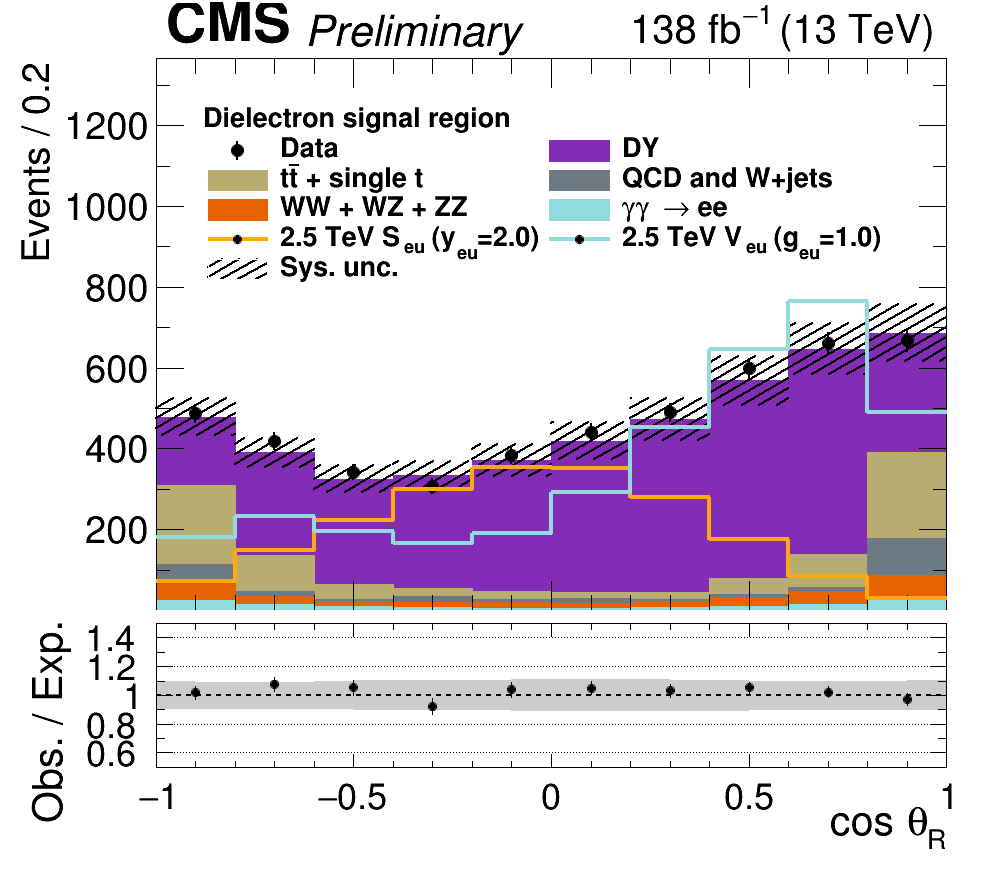 CMS Preliminary 138 fb⁻¹ (13 TeV)
Events / 0.2
1200
1000
800
600
400
200
Dielectron signal region
Data DY
tt̄ + single t QCD and W+jets
WW + WZ + ZZ γγ → ee
2.5 TeV S_eu (y_eu=2.0) 2.5 TeV V_eu (g_eu=1.0)
Sys. unc.
Obs. / Exp.
1.4
1.2
1
0.8
0.6
−1 −0.5 0 0.5 1
cos θ_R